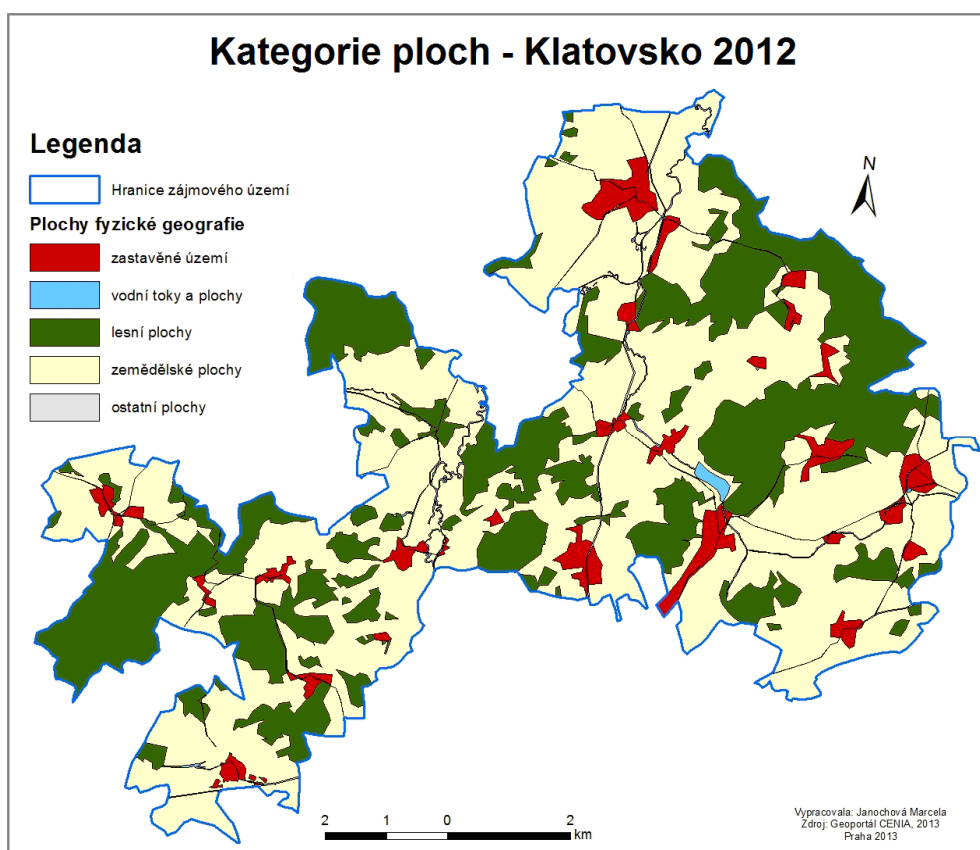 Kategorie ploch - Klatovsko 2012
Legenda
Hranice zájmového území
Plochy fyzické geografie
zastavěné území
vodní toky a plochy
lesní plochy
zemědělské plochy
ostatní plochy
N
2 1 0 2
km
Vypracovala: Janochová Marcela
Zdroj: Geoportál CENIA, 2013
Praha 2013